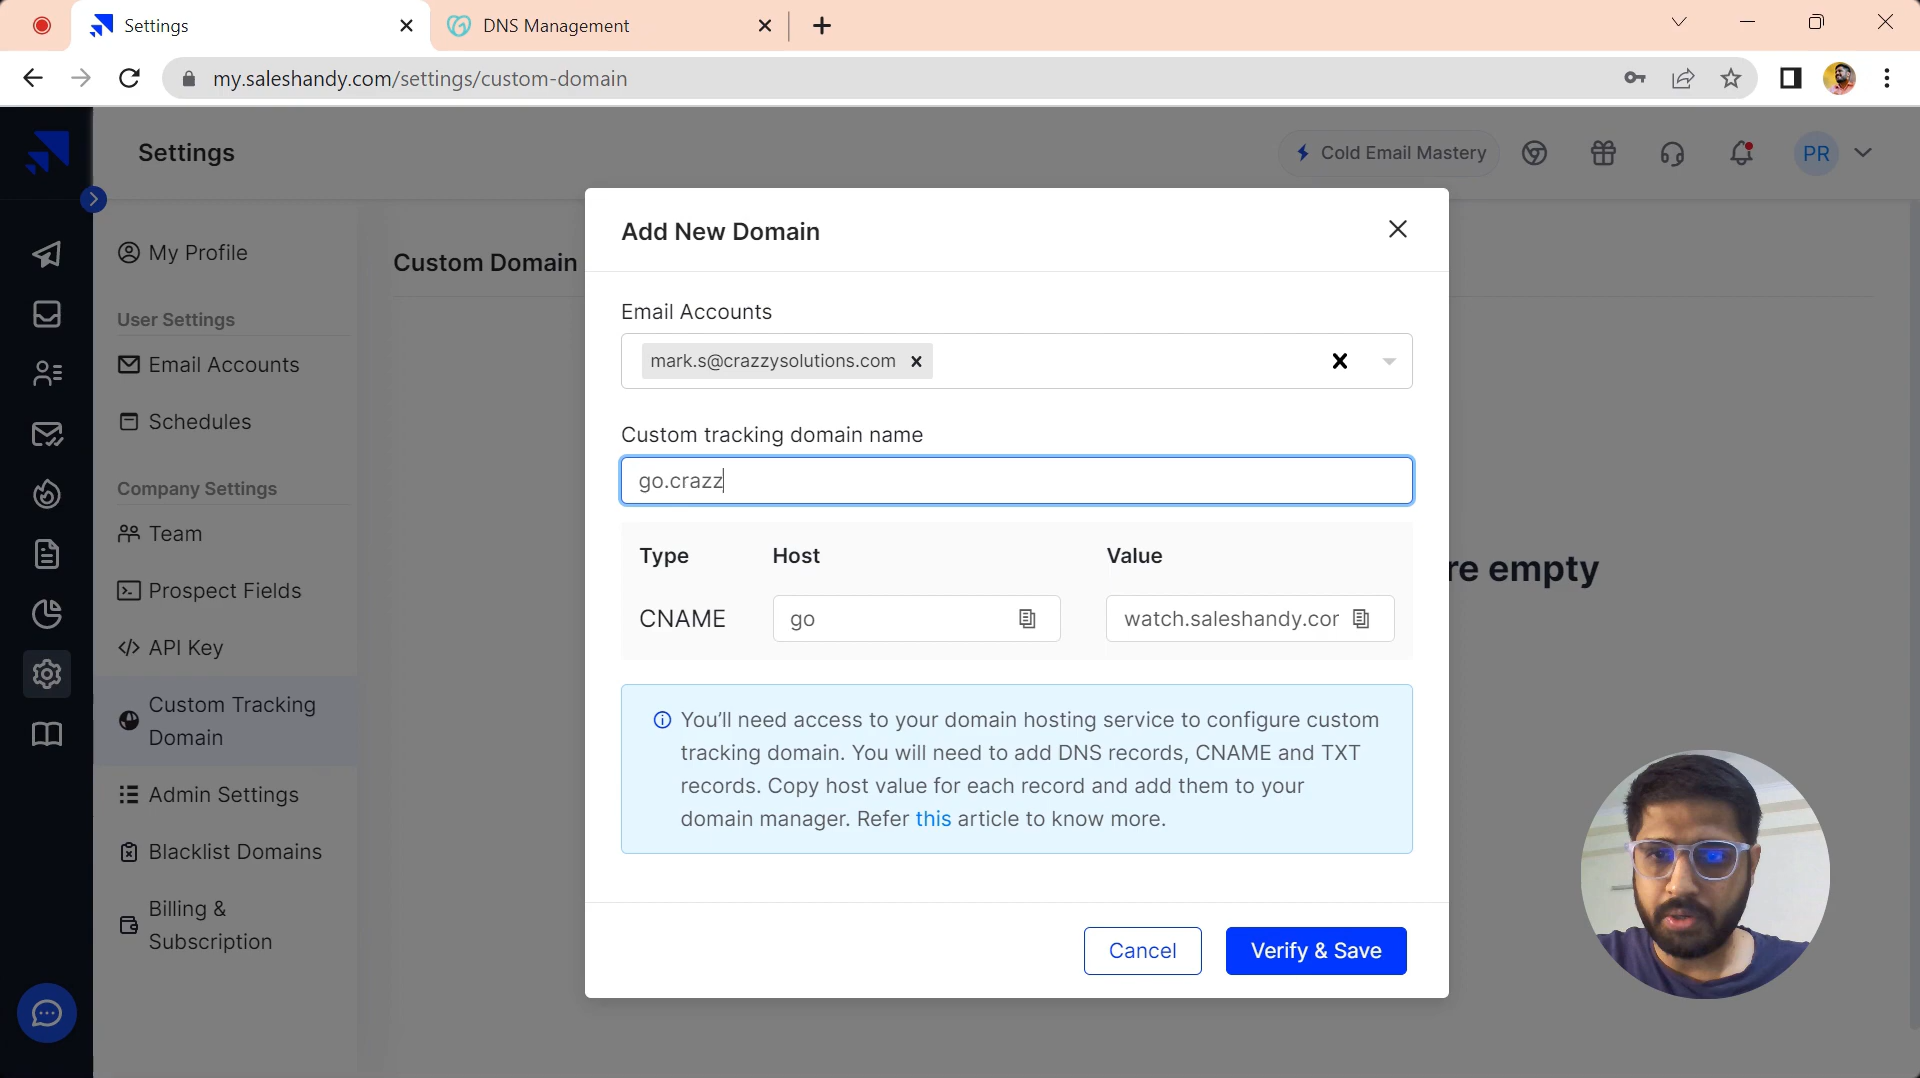 Settings
DNS Management
my.saleshandy.com/settings/custom-domain
Settings
Cold Email Mastery
PR
My Profile
User Settings
Email Accounts
Schedules
Company Settings
Team
Prospect Fields
API Key
Custom Tracking
Domain
Admin Settings
Blacklist Domains
Billing &
Subscription
Custom Domain
re empty
Add New Domain
Email Accounts
mark.s@crazzysolutions.com
Custom tracking domain name
go.crazz
Type Host Value
CNAME go watch.saleshandy.cor
You'll need access to your domain hosting service to configure custom
tracking domain. You will need to add DNS records, CNAME and TXT
records. Copy host value for each record and add them to your
domain manager. Refer this article to know more.
Cancel
Verify & Save